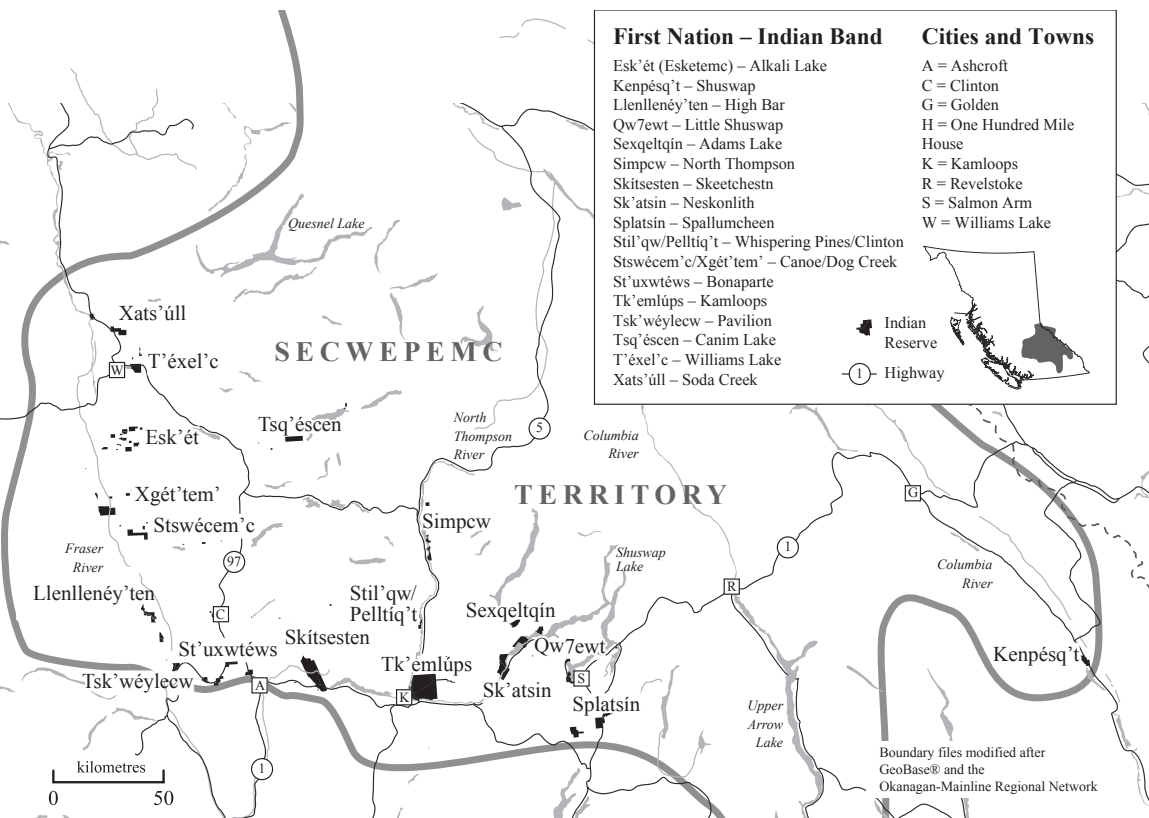 First Nation – Indian Band
Esk'ét (Esketemc) – Alkali Lake
Kenpésq't – Shuswap
Llenllenéy'ten – High Bar
Qw7ewt – Little Shuswap
Sexqeltqín – Adams Lake
Simpcw – North Thompson
Skítsesten – Skeetchestn
Sk'atsin – Neskonlith
Splatsín – Spallumcheen
Stil'qw/Pelltíq't – Whispering Pines/Clinton
Stswécem'c/Xgét'tem' – Canoe/Dog Creek
St'uxwtéws – Bonaparte
Tk'emlúps – Kamloops
Tsk'wéylecw – Pavilion
Tsq'éscen – Canim Lake
T'éxel'c – Williams Lake
Xats'úll – Soda Creek
Cities and Towns
A = Ashcroft
C = Clinton
G = Golden
H = One Hundred Mile
House
K = Kamloops
R = Revelstoke
S = Salmon Arm
W = Williams Lake
Indian
Reserve
1
Highway
Quesnel Lake
Xats'úll
SECWEPEMC
W
T'éxel'c
Tsq'éscen
North
Thompson
River
5
Columbia
River
Esk'ét
TERRITORY
G
Xgét'tem'
Stswécem'c
Simpcw
Fraser
River
97
1
Shuswap
Lake
Columbia
River
Llenllenéy'ten
C
Stil'qw/
Pelltíq't
Sexqeltqín
R
Skítsesten
St'uxwtéws
Qw7ewt
Kenpésq't
Tsk'wéylecw
A
Tk'emlúps
K
Sk'atsin
S
Splatsín
Upper
Arrow
Lake
kilometres
0 50
1
Boundary files modified after
GeoBase® and the
Okanagan-Mainline Regional Network